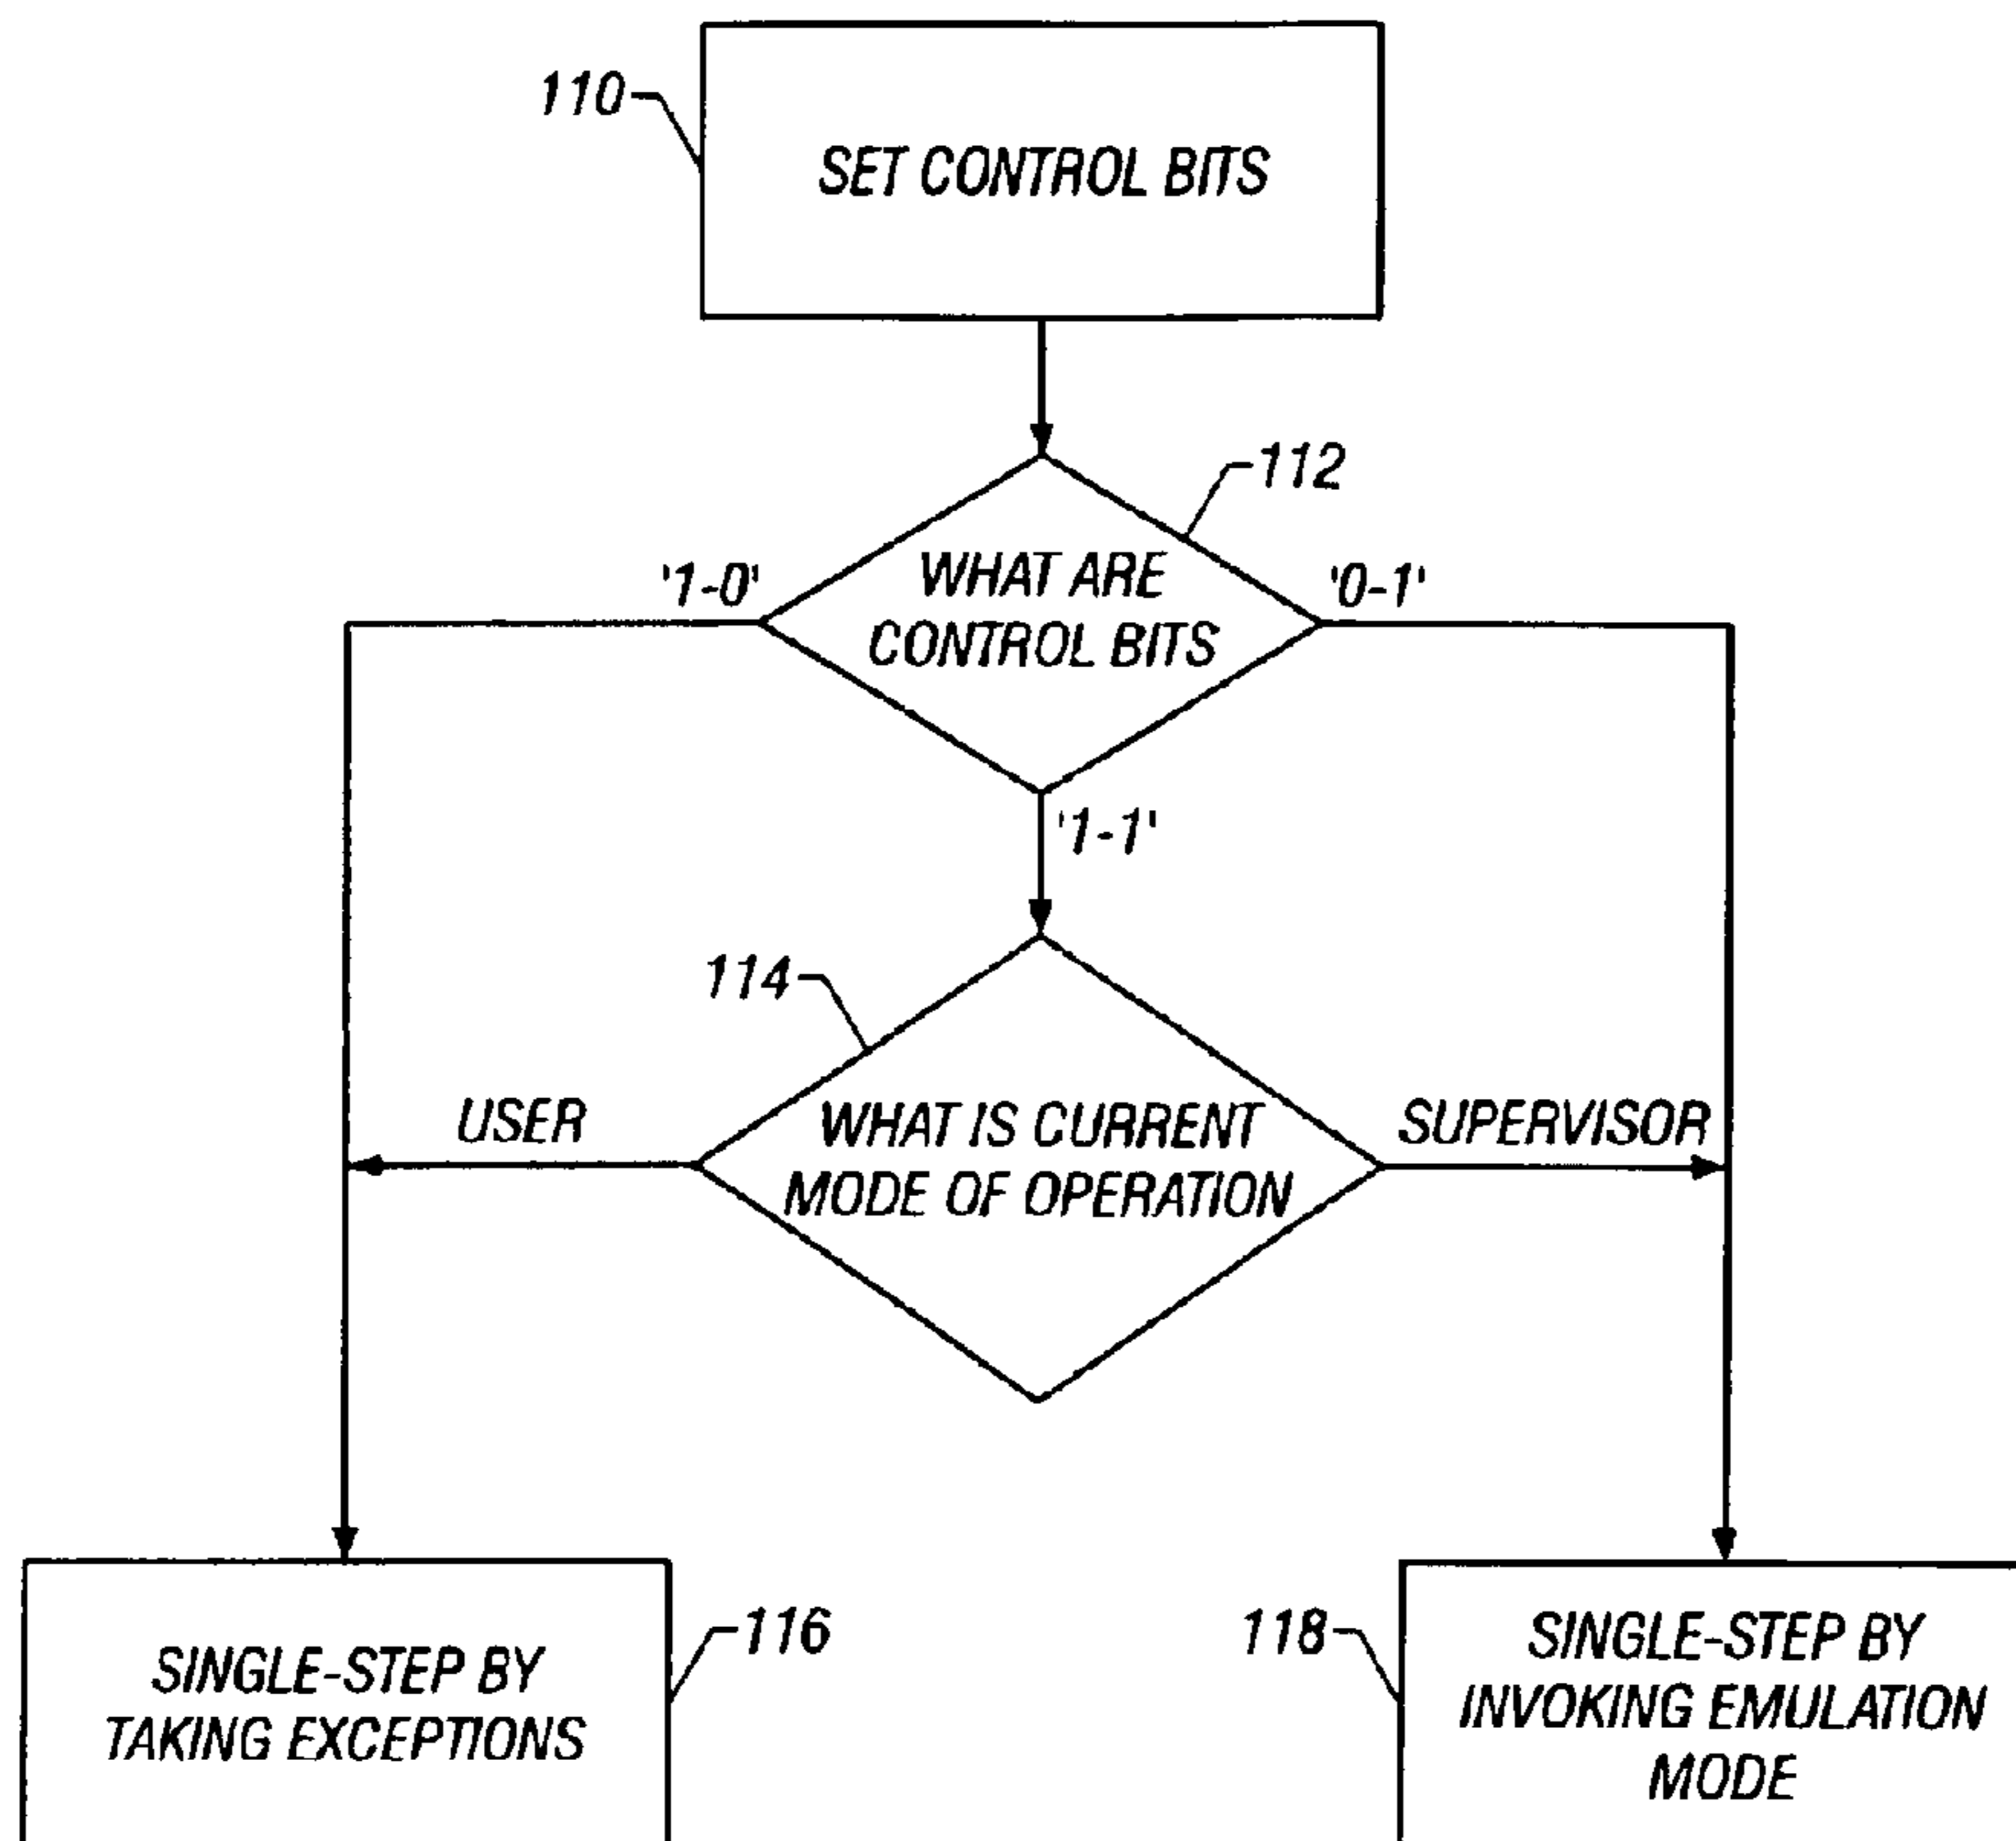 110
SET CONTROL BITS
112
'1-0'
WHAT ARE
CONTROL BITS
'0-1'
'1-1'
114
USER
WHAT IS CURRENT
MODE OF OPERATION
SUPERVISOR
SINGLE-STEP BY
TAKING EXCEPTIONS
116
118
SINGLE-STEP BY
INVOKING EMULATION
MODE